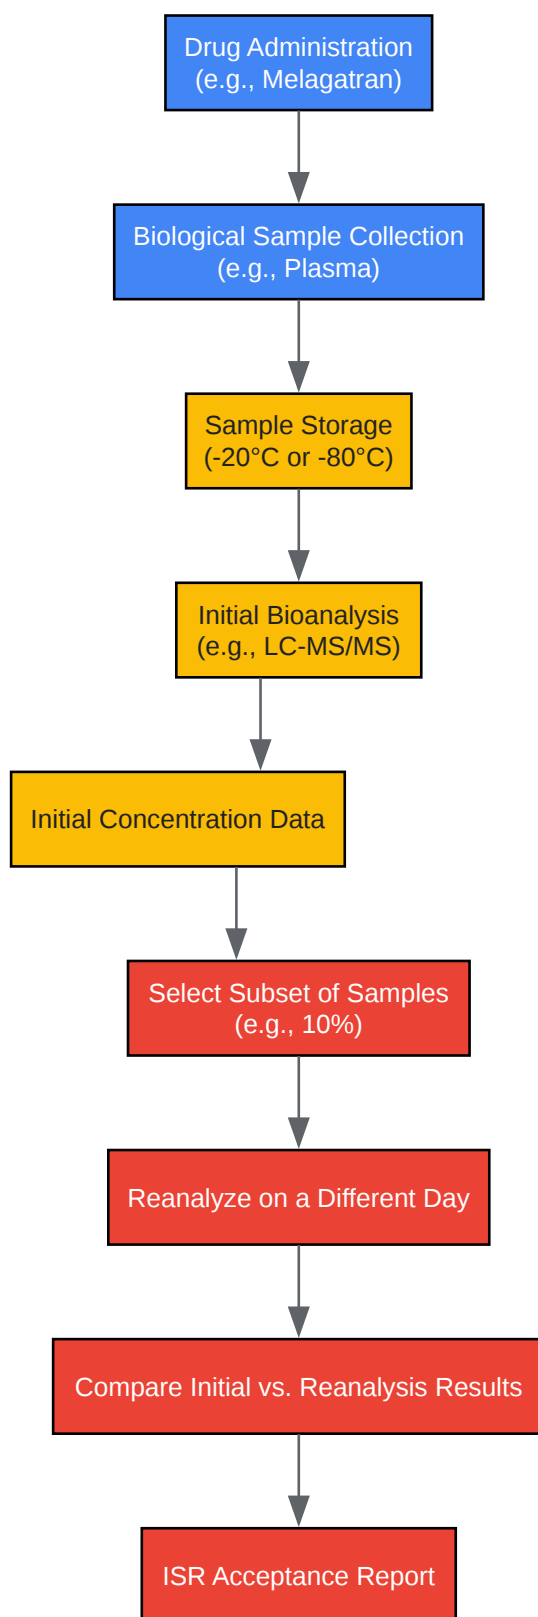 Drug Administration
(e.g., Melagatran)
Biological Sample Collection
(e.g., Plasma)
Sample Storage
(-20°C or -80°C)
Initial Bioanalysis
(e.g., LC-MS/MS)
Initial Concentration Data
Select Subset of Samples
(e.g., 10%)
Reanalyze on a Different Day
Compare Initial vs. Reanalysis Results
ISR Acceptance Report